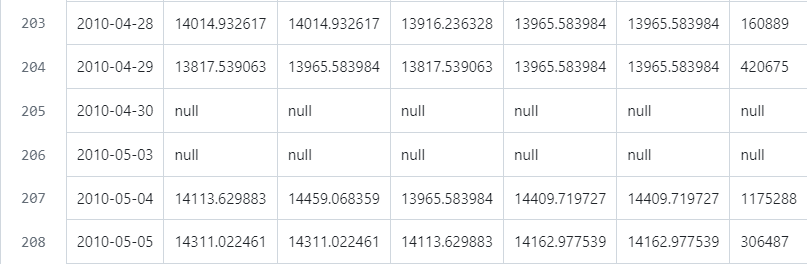 203 2010-04-28 14014.932617 14014.932617 13916.236328 13965.583984 13965.583984 160889
204 2010-04-29 13817.539063 13965.583984 13817.539063 13965.583984 13965.583984 420675
205 2010-04-30 null null null null null null
206 2010-05-03 null null null null null null
207 2010-05-04 14113.629883 14459.068359 13965.583984 14409.719727 14409.719727 1175288
208 2010-05-05 14311.022461 14311.022461 14113.629883 14162.977539 14162.977539 306487